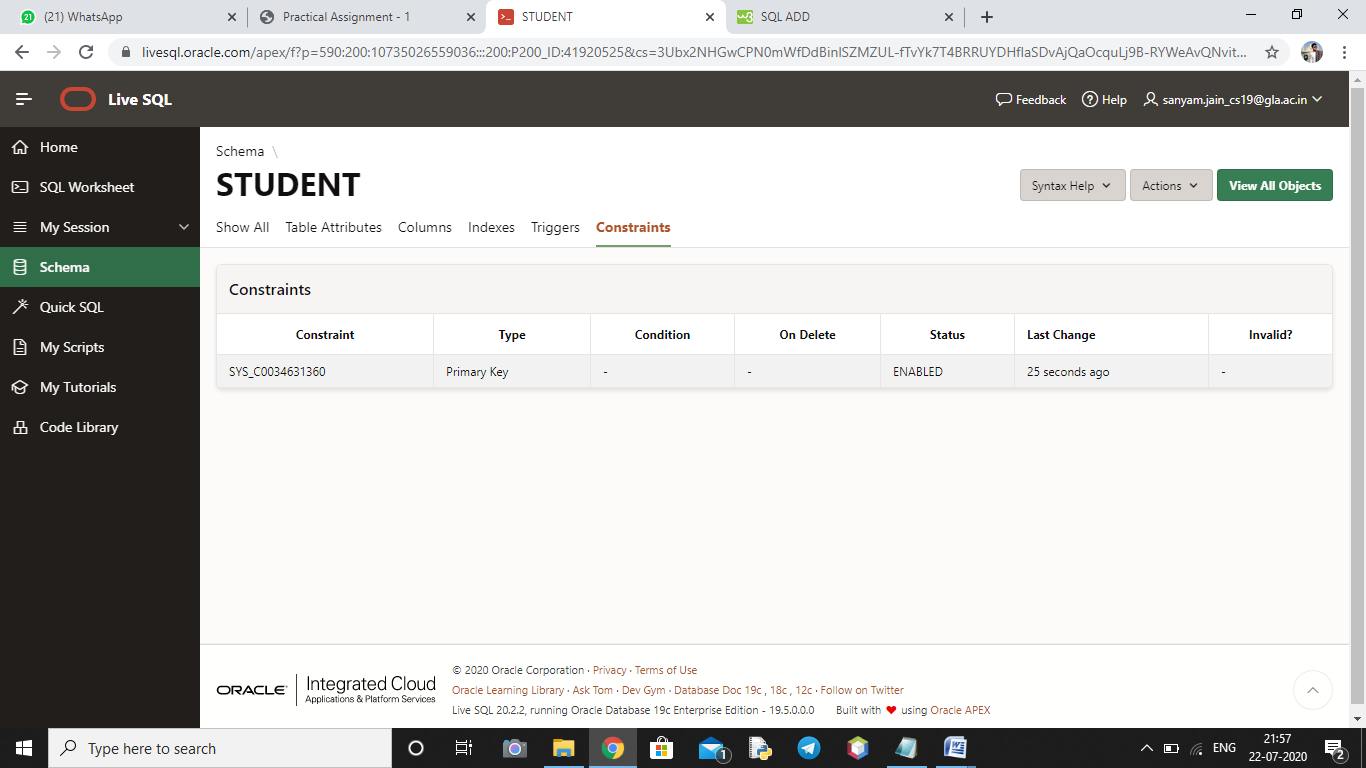 (21) WhatsApp
Practical Assignment - 1
STUDENT
SQL ADD
livesql.oracle.com/apex/f?p=590:200:10735026559036:::200:P200_ID:41920525&cs=3Ubx2NHGwCPN0mWfDdBinISZMZUL-fTvYk7T4BRRUYDHfIaSDvAjQaOcquLj9B-RYWeAvQNvit...
Live SQL
Feedback
Help
sanyam.jain_cs19@gla.ac.in
Home
SQL Worksheet
My Session
Schema
Quick SQL
My Scripts
My Tutorials
Code Library
Schema \
STUDENT
Syntax Help
Actions
View All Objects
Show All Table Attributes Columns Indexes Triggers Constraints
Constraints
Constraint Type Condition On Delete Status Last Change Invalid?
SYS_C0034631360 Primary Key - - ENABLED 25 seconds ago -
ORACLE Integrated Cloud
Applications & Platform Services
© 2020 Oracle Corporation · Privacy · Terms of Use
Oracle Learning Library · Ask Tom · Dev Gym · Database Doc 19c , 18c , 12c · Follow on Twitter
Live SQL 20.2.2, running Oracle Database 19c Enterprise Edition - 19.5.0.0.0 Built with ❤ using Oracle APEX
Type here to search
1
ENG
21:57
22-07-2020
2